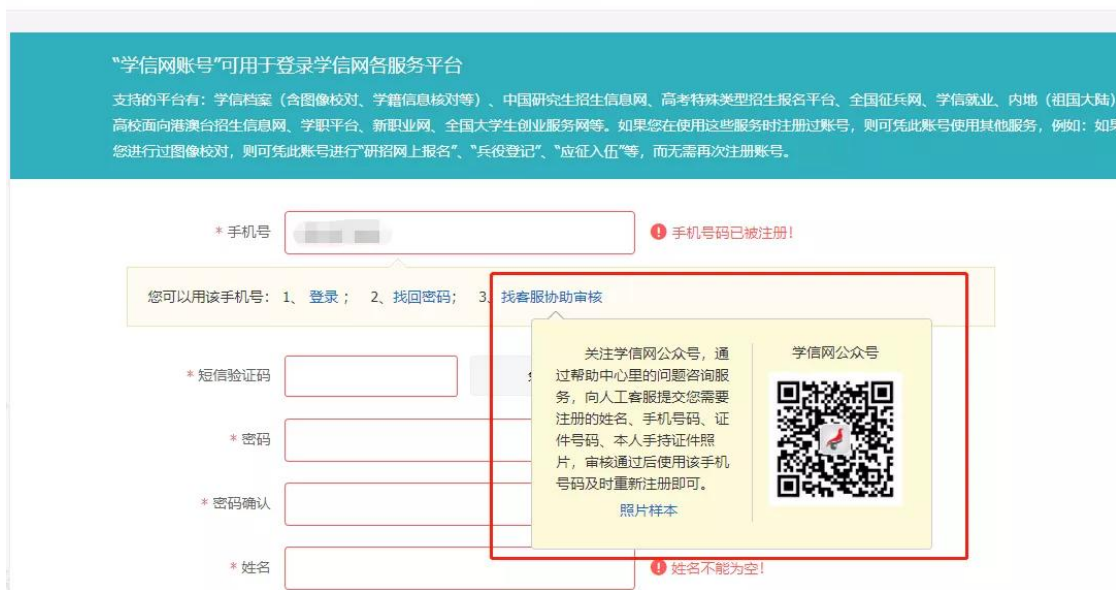 “学信网账号”可用于登录学信网各服务平台
支持的平台有：学信档案（含图像校对、学籍信息核对等）、中国研究生招生信息网、高考特殊类型招生报名平台、全国征兵网、学信就业、内地（祖国大陆）
高校面向港澳台招生信息网、学职平台、新职业网、全国大学生创业服务网等。如果您在使用这些服务时注册过账号，则可凭此账号使用其他服务，例如：如果
您进行过图像校对，则可凭此账号进行“研招网上报名”、“兵役登记”、“应征入伍”等，而无需再次注册账号。
* 手机号
手机号码已被注册！
您可以用该手机号： 1、 登录 ； 2、找回密码； 3、找客服协助审核
* 短信验证码
关注学信网公众号，通
过帮助中心里的问题咨询服
务，向人工客服提交您需要
注册的姓名、手机号码、证
件号码、本人手持证件照
片，审核通过后使用该手机
号码及时重新注册即可。
照片样本
学信网公众号
* 密码
* 密码确认
* 姓名
姓名不能为空！